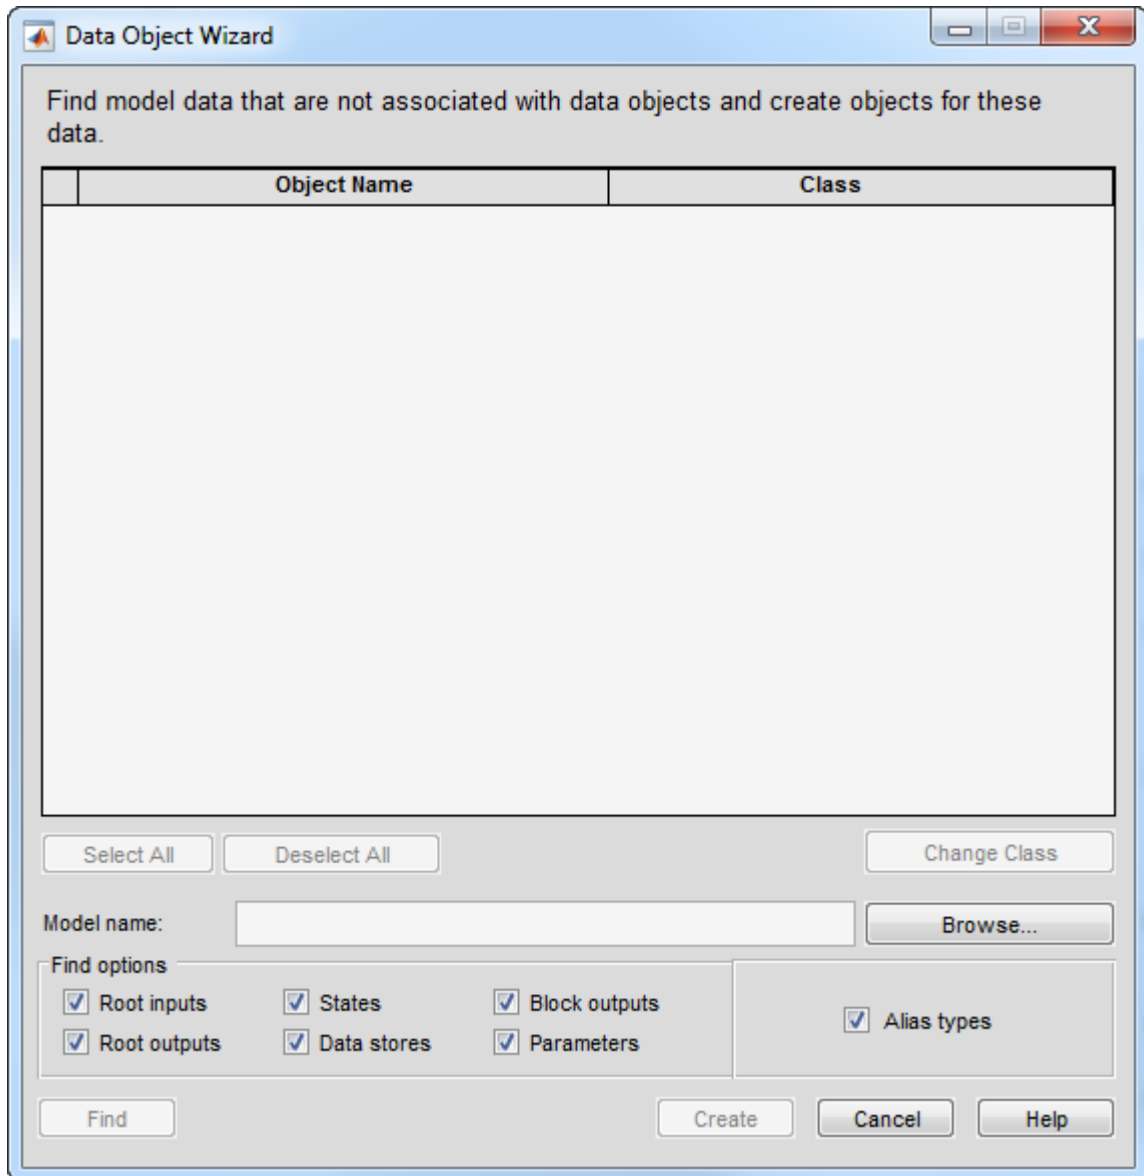 Data Object Wizard
Find model data that are not associated with data objects and create objects for these
data.
Object Name Class
Select All Deselect All Change Class
Model name: Browse...
Find options
Root inputs States Block outputs
Alias types
Root outputs Data stores Parameters
Find Create Cancel Help